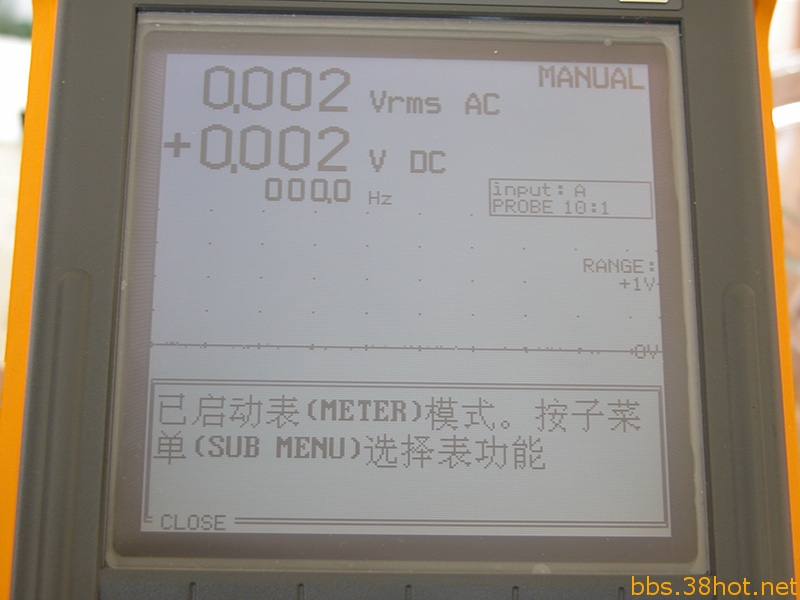 0.002 Vrms AC
MANUAL
+0.002 V DC
000.0 Hz
input: A
PROBE 10:1
RANGE:
+1V
0V
已启动表(METER)模式。按子菜
单(SUB MENU)选择表功能
CLOSE
bbs.38hot.net